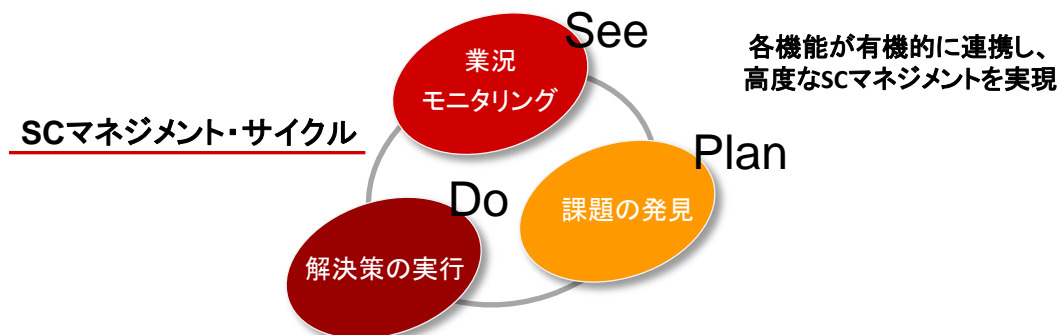 See
業況
モニタリング
各機能が有機的に連携し、
高度なSCマネジメントを実現
SCマネジメント・サイクル
Plan
課題の発見
Do
解決策の実行